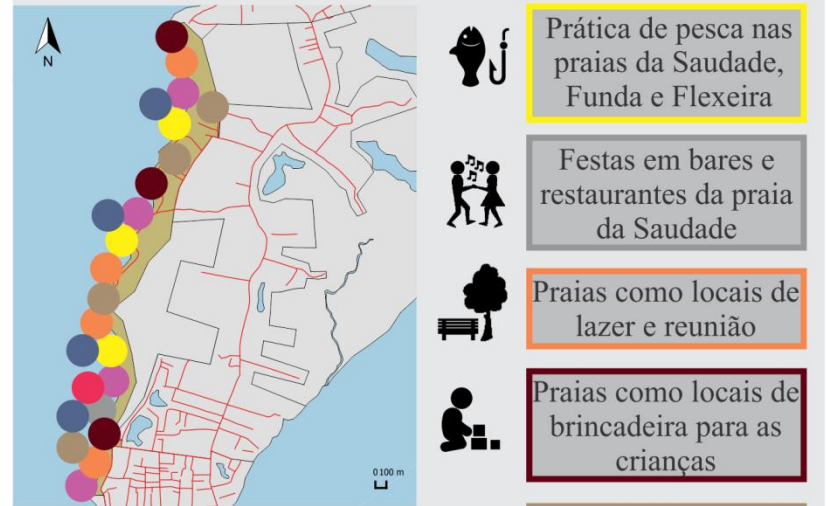 N
0 100 m
Prática de pesca nas
praias da Saudade,
Funda e Flexeira
Festas em bares e
restaurantes da praia
da Saudade
Praias como locais de
lazer e reunião
Praias como locais de
brincadeira para as
crianças